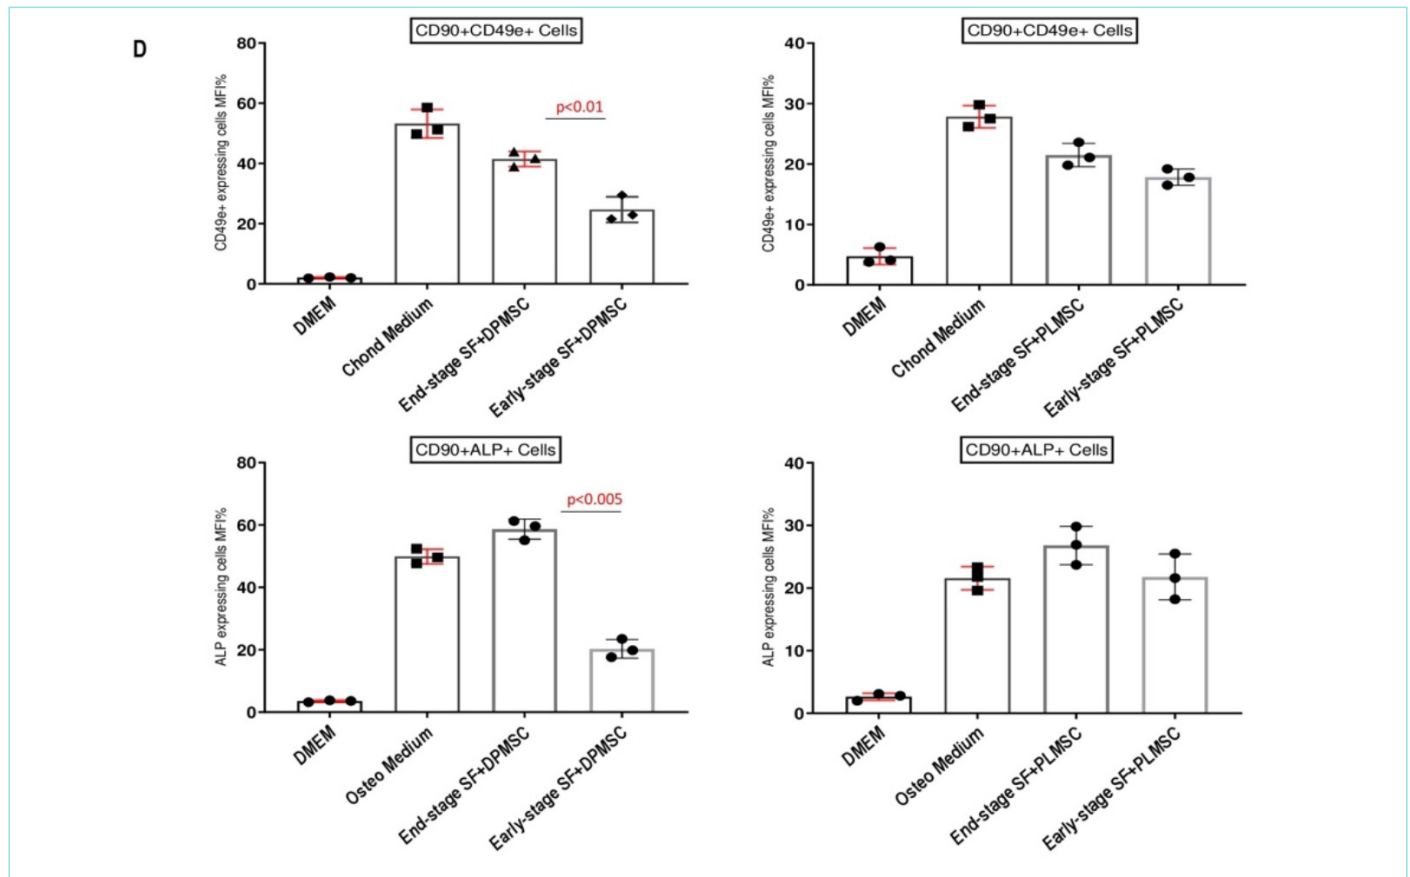 D
CD90+CD49e+ Cells
CD49e+ expressing cells MFI%
80
60
40
20
0
p<0.01
DMEM
Chond Medium
End-stage SF+DPMSC
Early-stage SF+DPMSC
CD90+CD49e+ Cells
CD49e+ expressing cells MFI%
40
30
20
10
0
DMEM
Chond Medium
End-stage SF+PLMSC
Early-stage SF+PLMSC
CD90+ALP+ Cells
ALP expressing cells MFI%
80
60
40
20
0
p<0.005
DMEM
Osteo Medium
End-stage SF+DPMSC
Early-stage SF+DPMSC
CD90+ALP+ Cells
ALP expressing cells MFI%
40
30
20
10
0
DMEM
Osteo Medium
End-stage SF+PLMSC
Early-stage SF+PLMSC